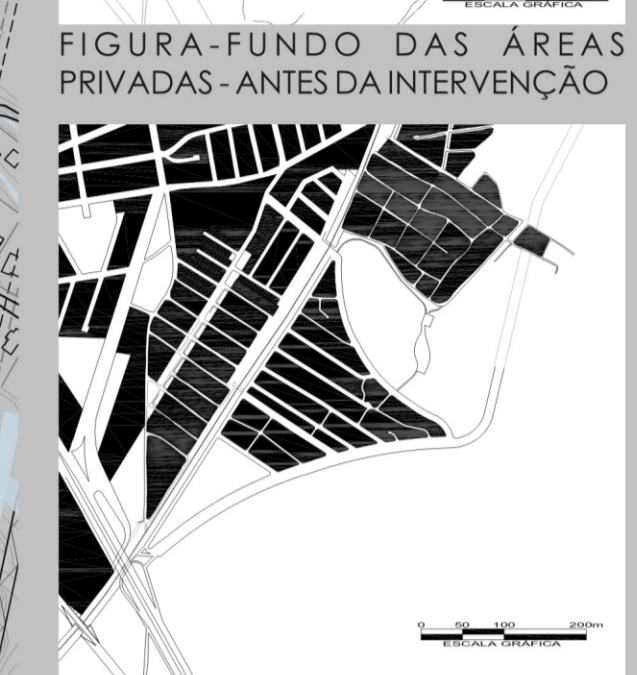 ESCALA GRÁFICA
FIGURA-FUNDO DAS ÁREAS
PRIVADAS - ANTES DA INTERVENÇÃO
0 50 100 200m
ESCALA GRÁFICA